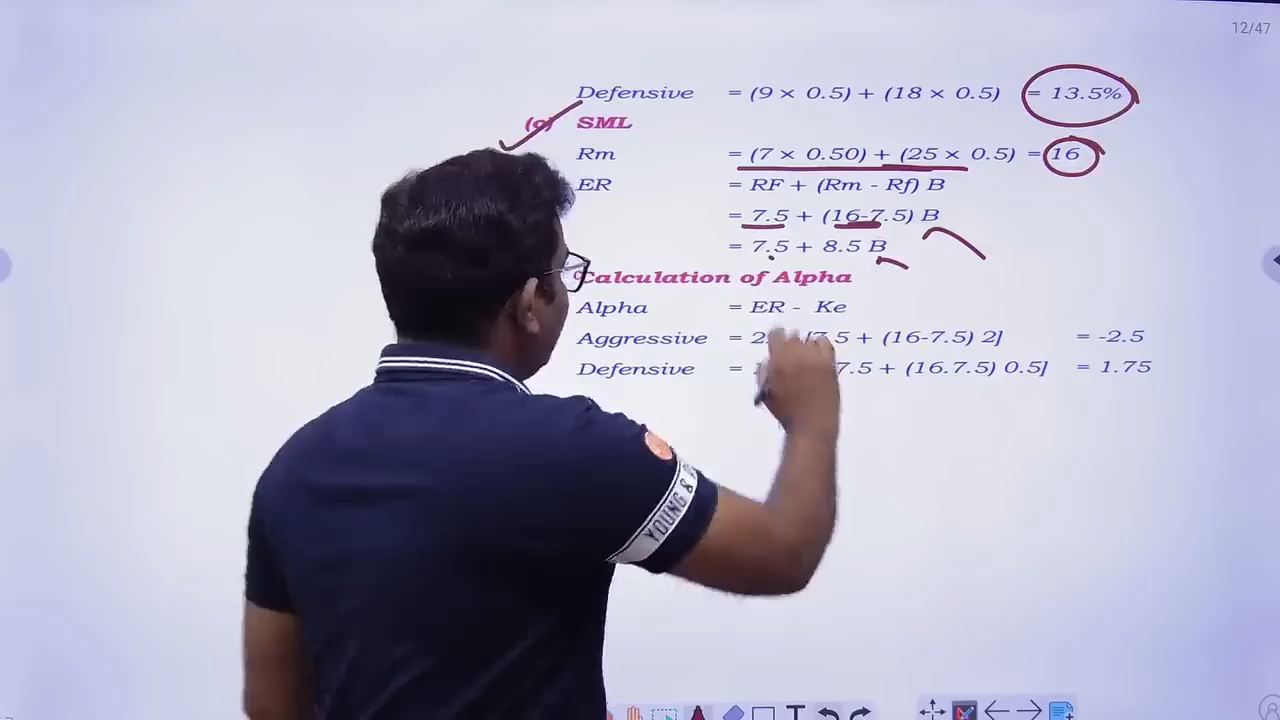 12/47
Defensive = (9 × 0.5) + (18 × 0.5) = 13.5%
(c) SML
Rm = (7 × 0.50) + (25 × 0.5) = 16
ER = RF + (Rm - Rf) B
= 7.5 + (16-7.5) B
= 7.5 + 8.5 B
Calculation of Alpha
Alpha = ER - Ke
Aggressive = 2 7.5 + (16-7.5) 2] = -2.5
Defensive = 7.5 + (16.7.5) 0.5] = 1.75
YOUNG &